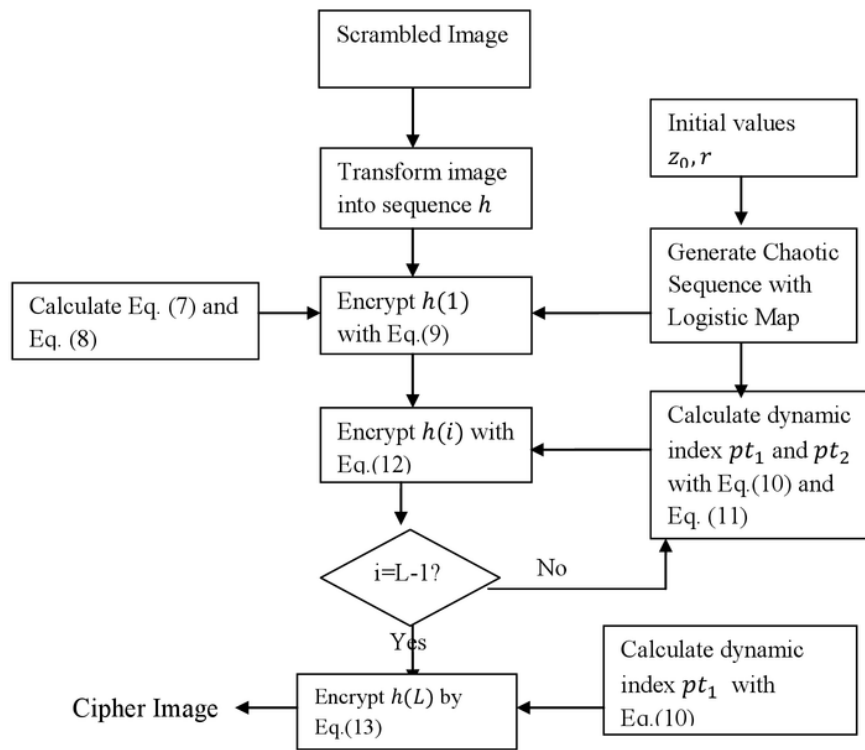 Scrambled Image
Initial values
z₀, r
Transform image
into sequence h
Generate Chaotic
Sequence with
Logistic Map
Calculate Eq. (7) and
Eq. (8)
Encrypt h(1)
with Eq.(9)
Encrypt h(i) with
Eq.(12)
Calculate dynamic
index pt₁ and pt₂
with Eq.(10) and
Eq. (11)
i=L-1?
No
Yes
Calculate dynamic
index pt₁ with
Eq.(10)
Encrypt h(L) by
Eq.(13)
Cipher Image